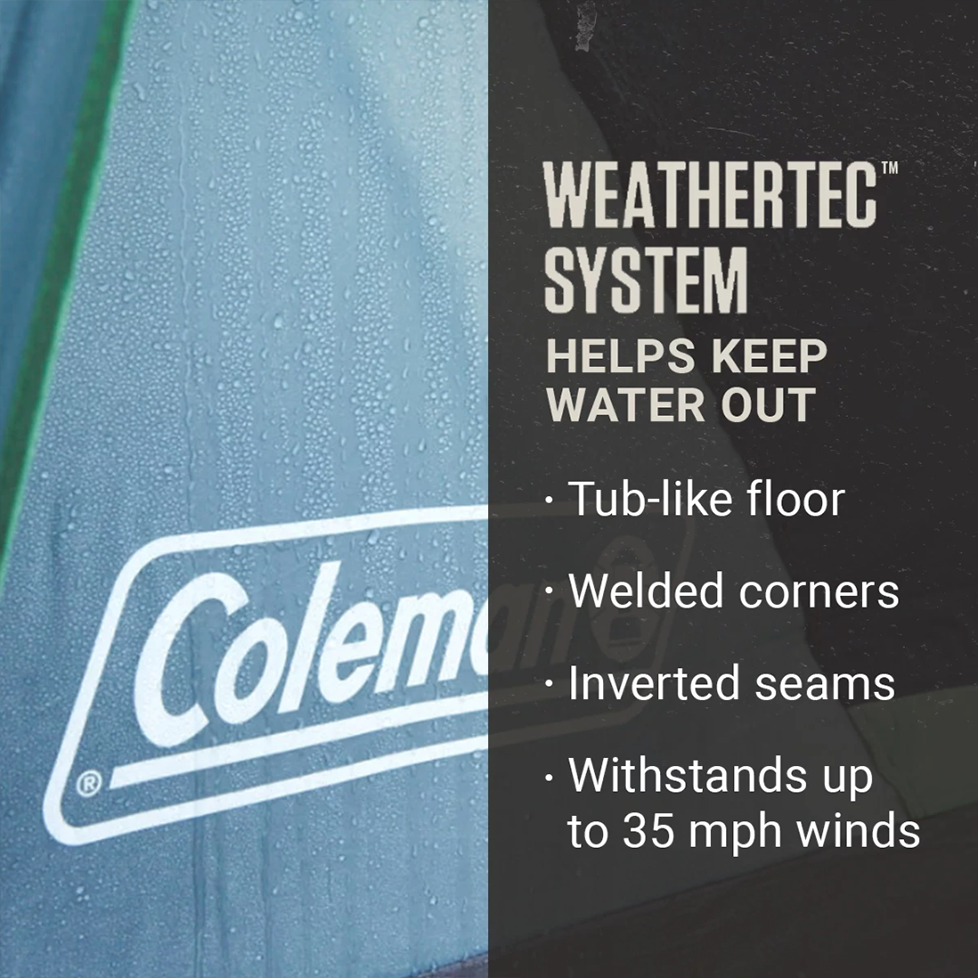 WEATHERTEC™
SYSTEM
HELPS KEEP
WATER OUT
· Tub-like floor
· Welded corners
· Inverted seams
· Withstands up
to 35 mph winds
Coleman
®